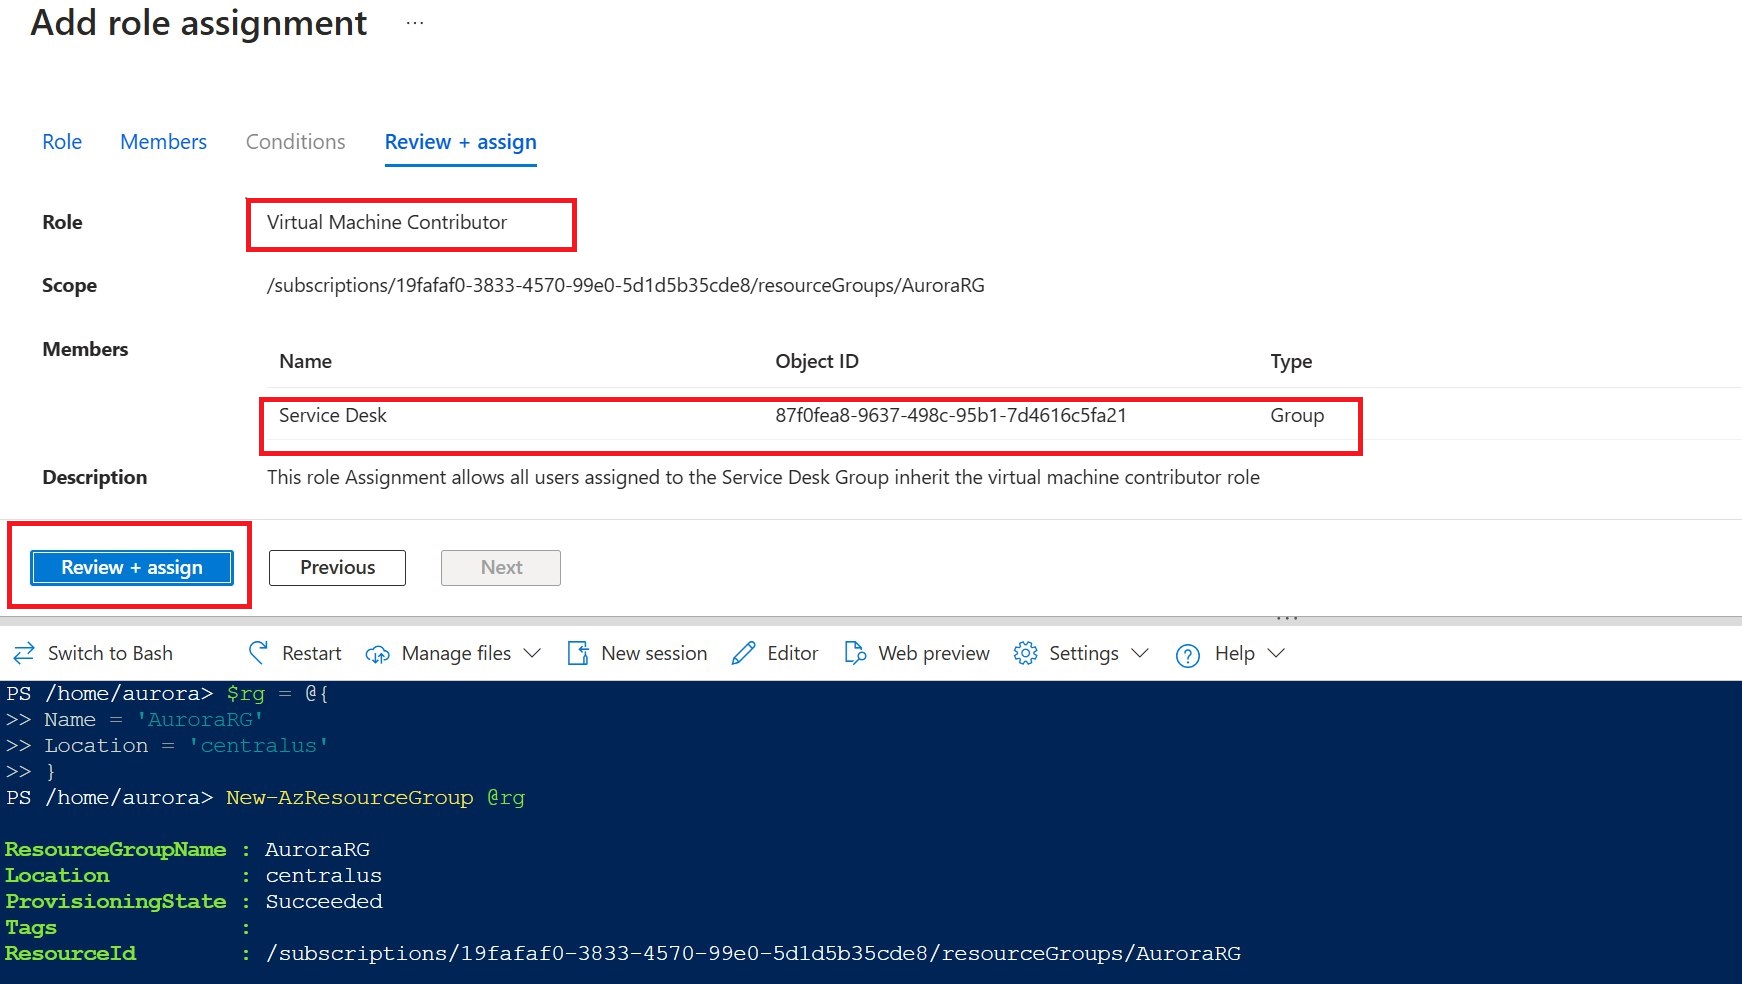 Add role assignment ...
Role Members Conditions Review + assign
Role Virtual Machine Contributor
Scope /subscriptions/19fafaf0-3833-4570-99e0-5d1d5b35cde8/resourceGroups/AuroraRG
Members
Name Object ID Type
Service Desk 87f0fea8-9637-498c-95b1-7d4616c5fa21 Group
Description This role Assignment allows all users assigned to the Service Desk Group inherit the virtual machine contributor role
Review + assign Previous Next
...
Switch to Bash Restart Manage files New session Editor Web preview Settings ? Help
PS /home/aurora> $rg = @{
>> Name = 'AuroraRG'
>> Location = 'centralus'
>> }
PS /home/aurora> New-AzResourceGroup @rg
ResourceGroupName : AuroraRG
Location : centralus
ProvisioningState : Succeeded
Tags :
ResourceId : /subscriptions/19fafaf0-3833-4570-99e0-5d1d5b35cde8/resourceGroups/AuroraRG